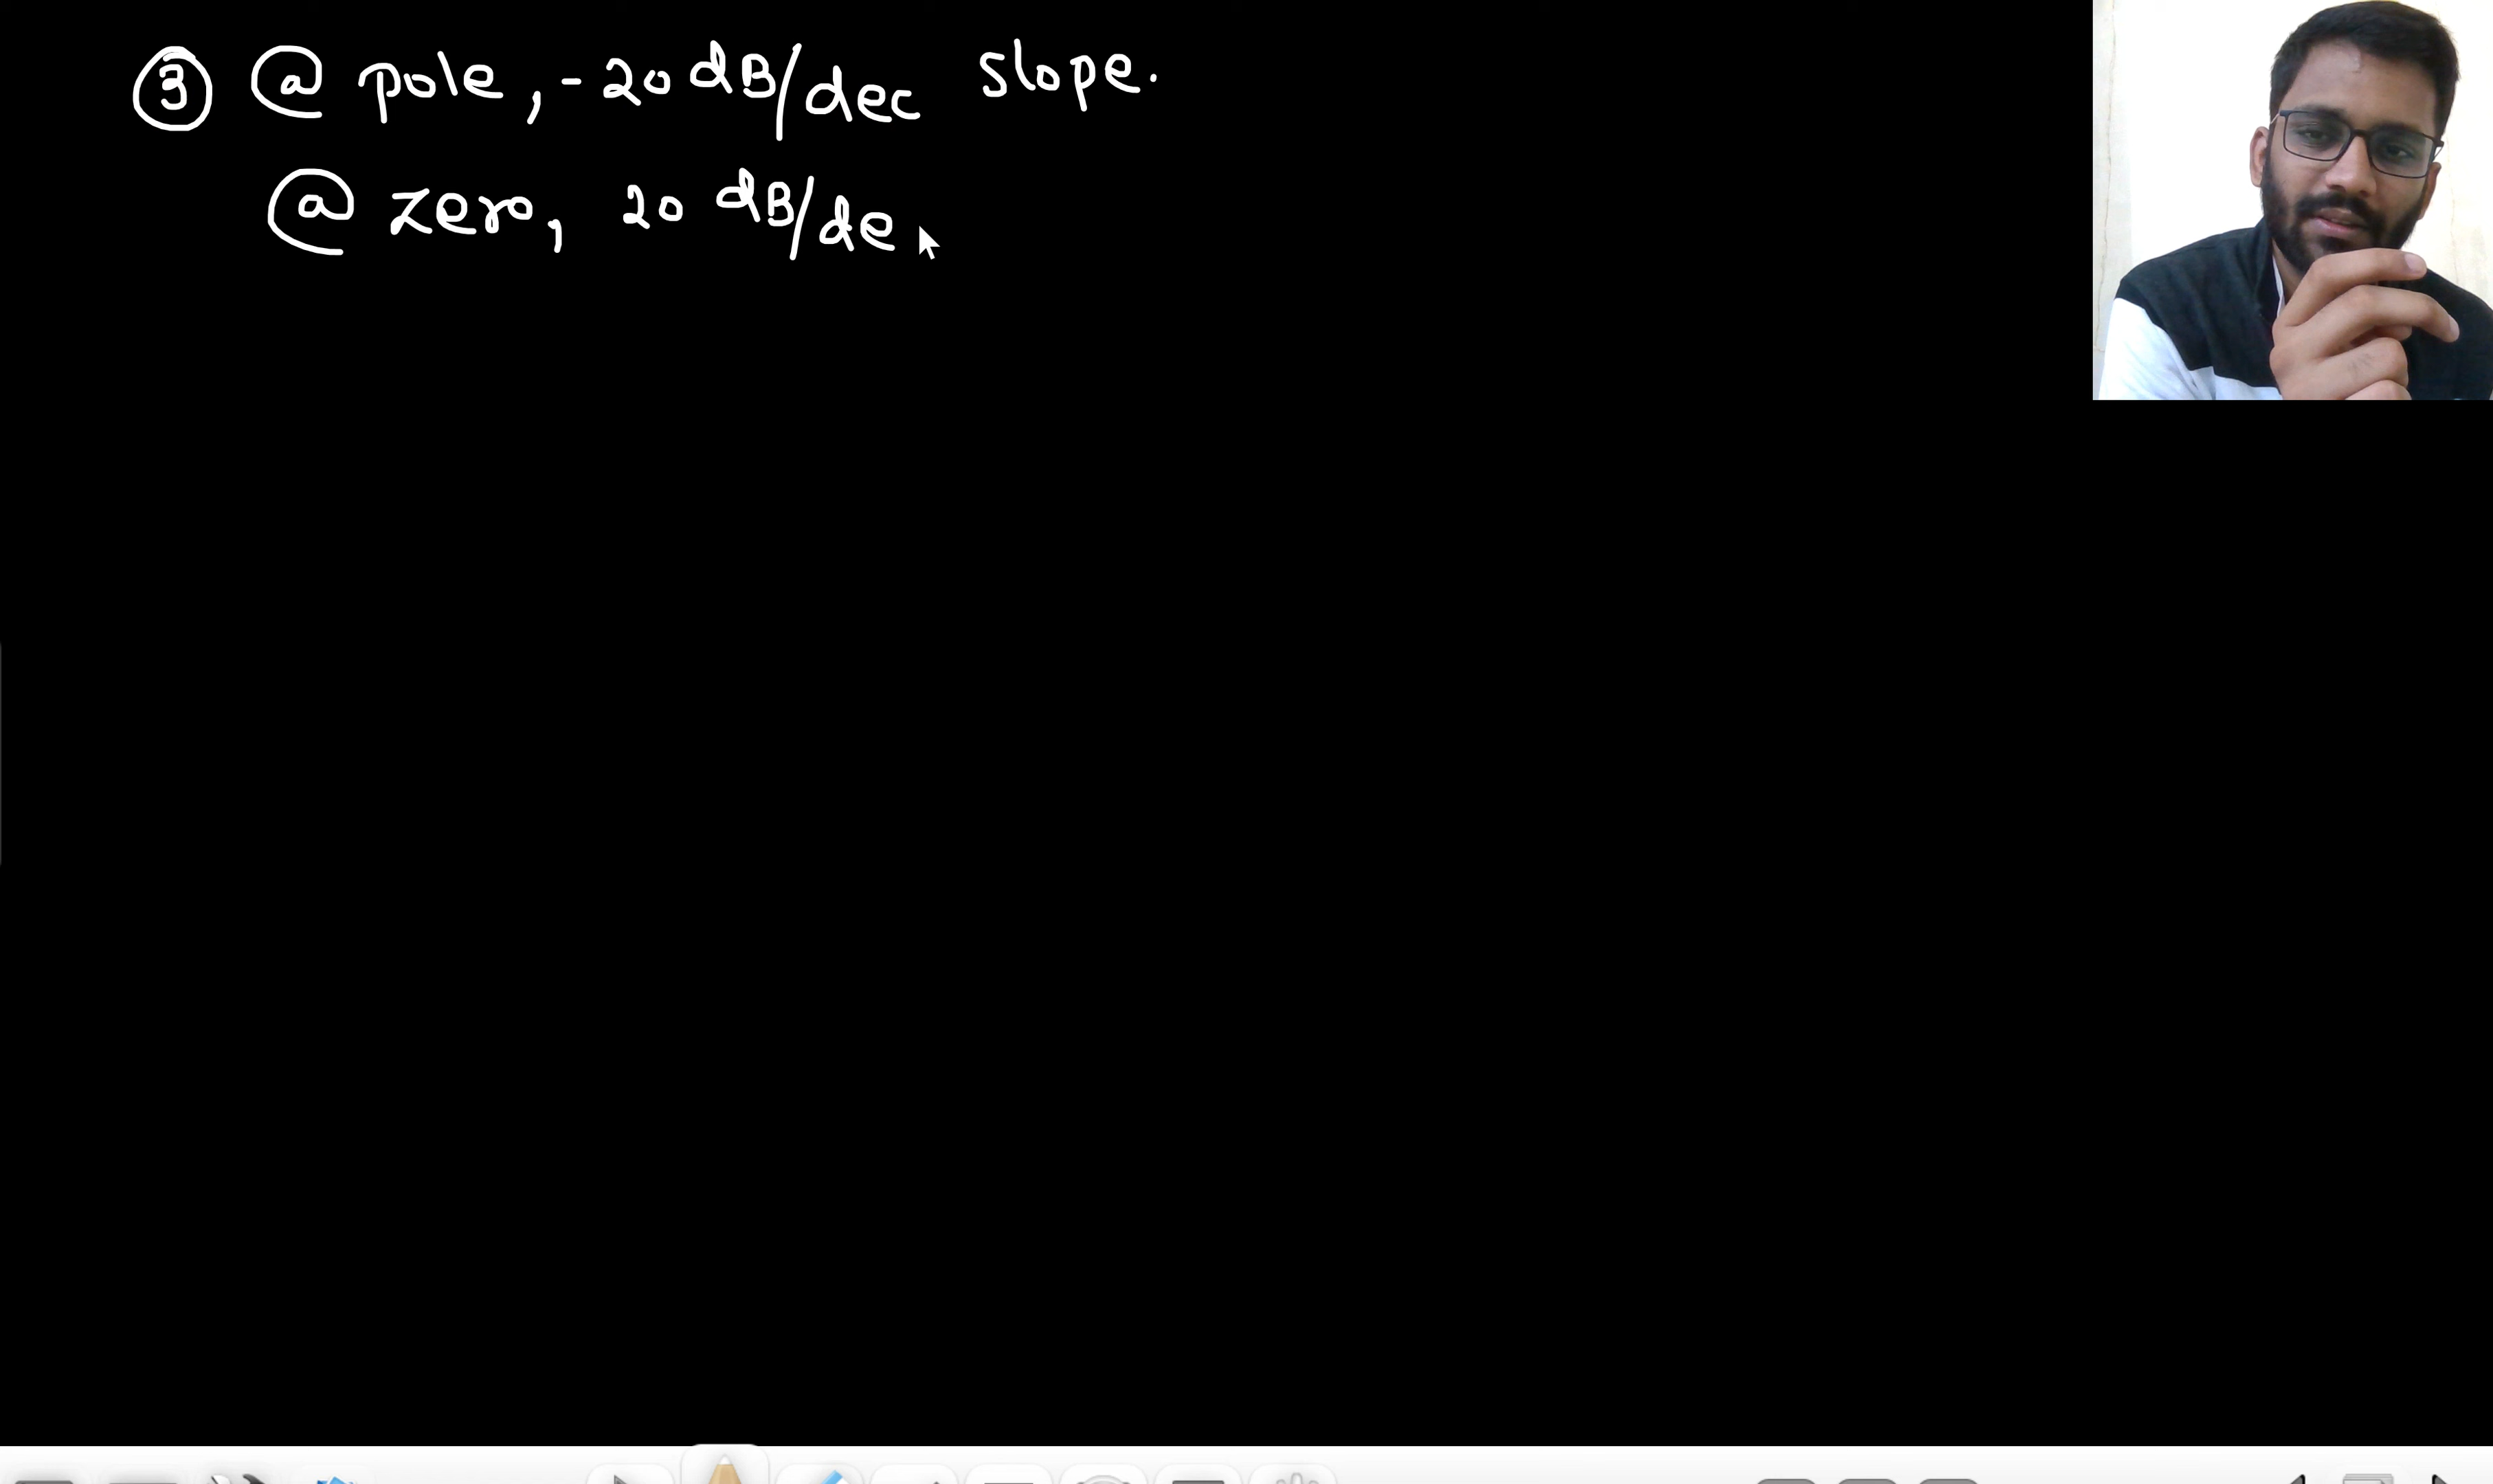 ③ @ pole, -20 dB/dec slope.
@ zero, 20 dB/de